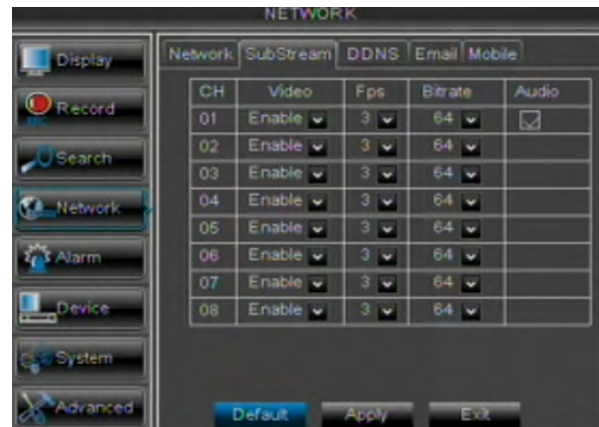 NETWORK
Display
Record
Search
Network
Alarm
Device
System
Advanced
Network SubStream DDNS Email Mobile
CH Video Fps Bitrate Audio
01 Enable 3 64
02 Enable 3 64
03 Enable 3 64
04 Enable 3 64
05 Enable 3 64
06 Enable 3 64
07 Enable 3 64
08 Enable 3 64
Default Apply Exit